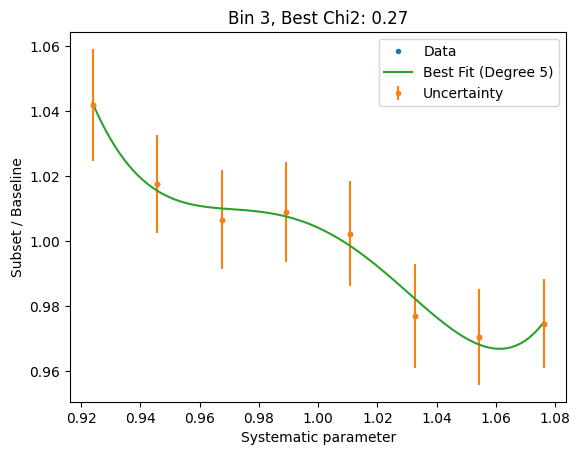 Bin 3, Best Chi2: 0.27
Data
Best Fit (Degree 5)
Uncertainty
Subset / Baseline
1.06
1.04
1.02
1.00
0.98
0.96
0.92
0.94
0.96
0.98
1.00
1.02
1.04
1.06
1.08
Systematic parameter